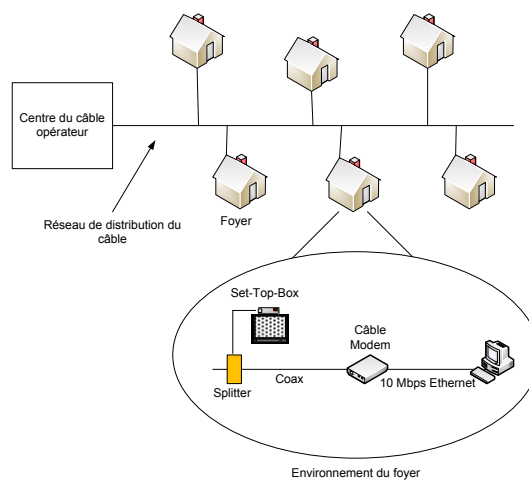 Centre du câble
opérateur
Réseau de distribution du
câble
Foyer
Set-Top-Box
Câble
Modem
Splitter
Coax
10 Mbps Ethernet
Environnement du foyer